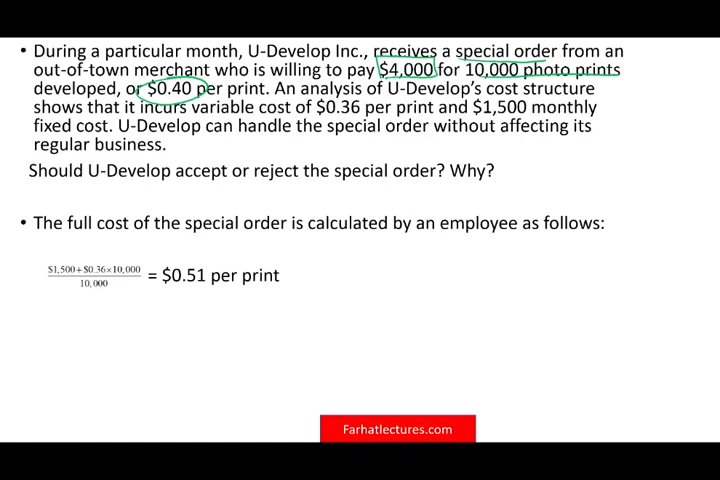 • During a particular month, U-Develop Inc., receives a special order from an
out-of-town merchant who is willing to pay $4,000 for 10,000 photo prints
developed, or $0.40 per print. An analysis of U-Develop's cost structure
shows that it incurs variable cost of $0.36 per print and $1,500 monthly
fixed cost. U-Develop can handle the special order without affecting its
regular business.
Should U-Develop accept or reject the special order? Why?
• The full cost of the special order is calculated by an employee as follows:
$1,500+$0.36×10,000
10,000
= $0.51 per print
Farhatlectures.com